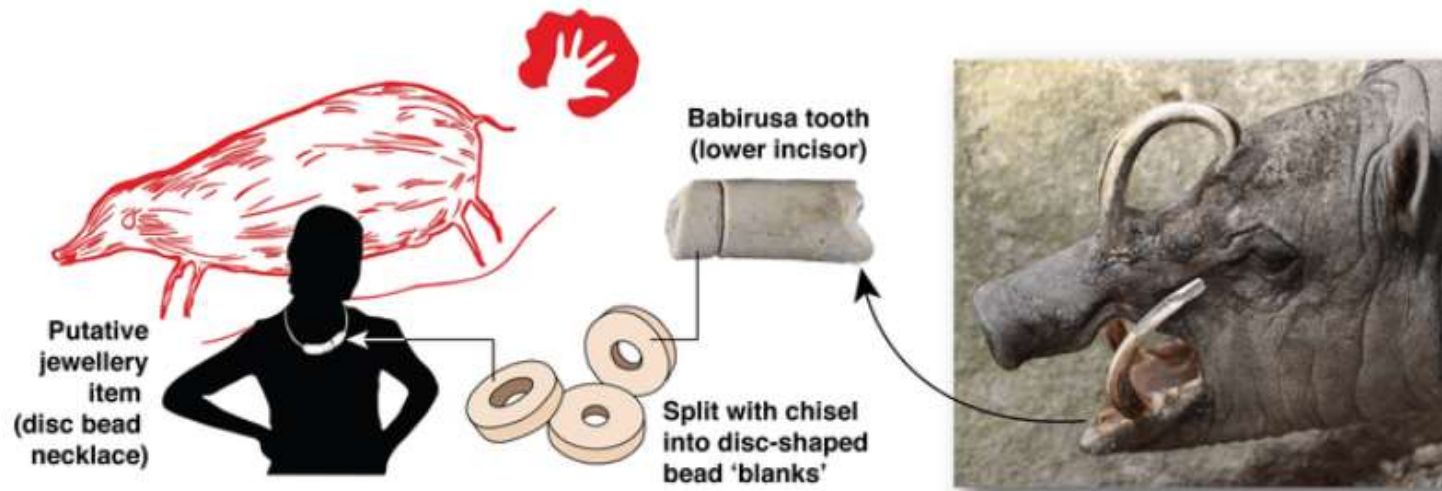 Babirusa tooth
(lower incisor)
Putative
jewellery
item
(disc bead
necklace)
Split with chisel
into disc-shaped
bead ‘blanks’